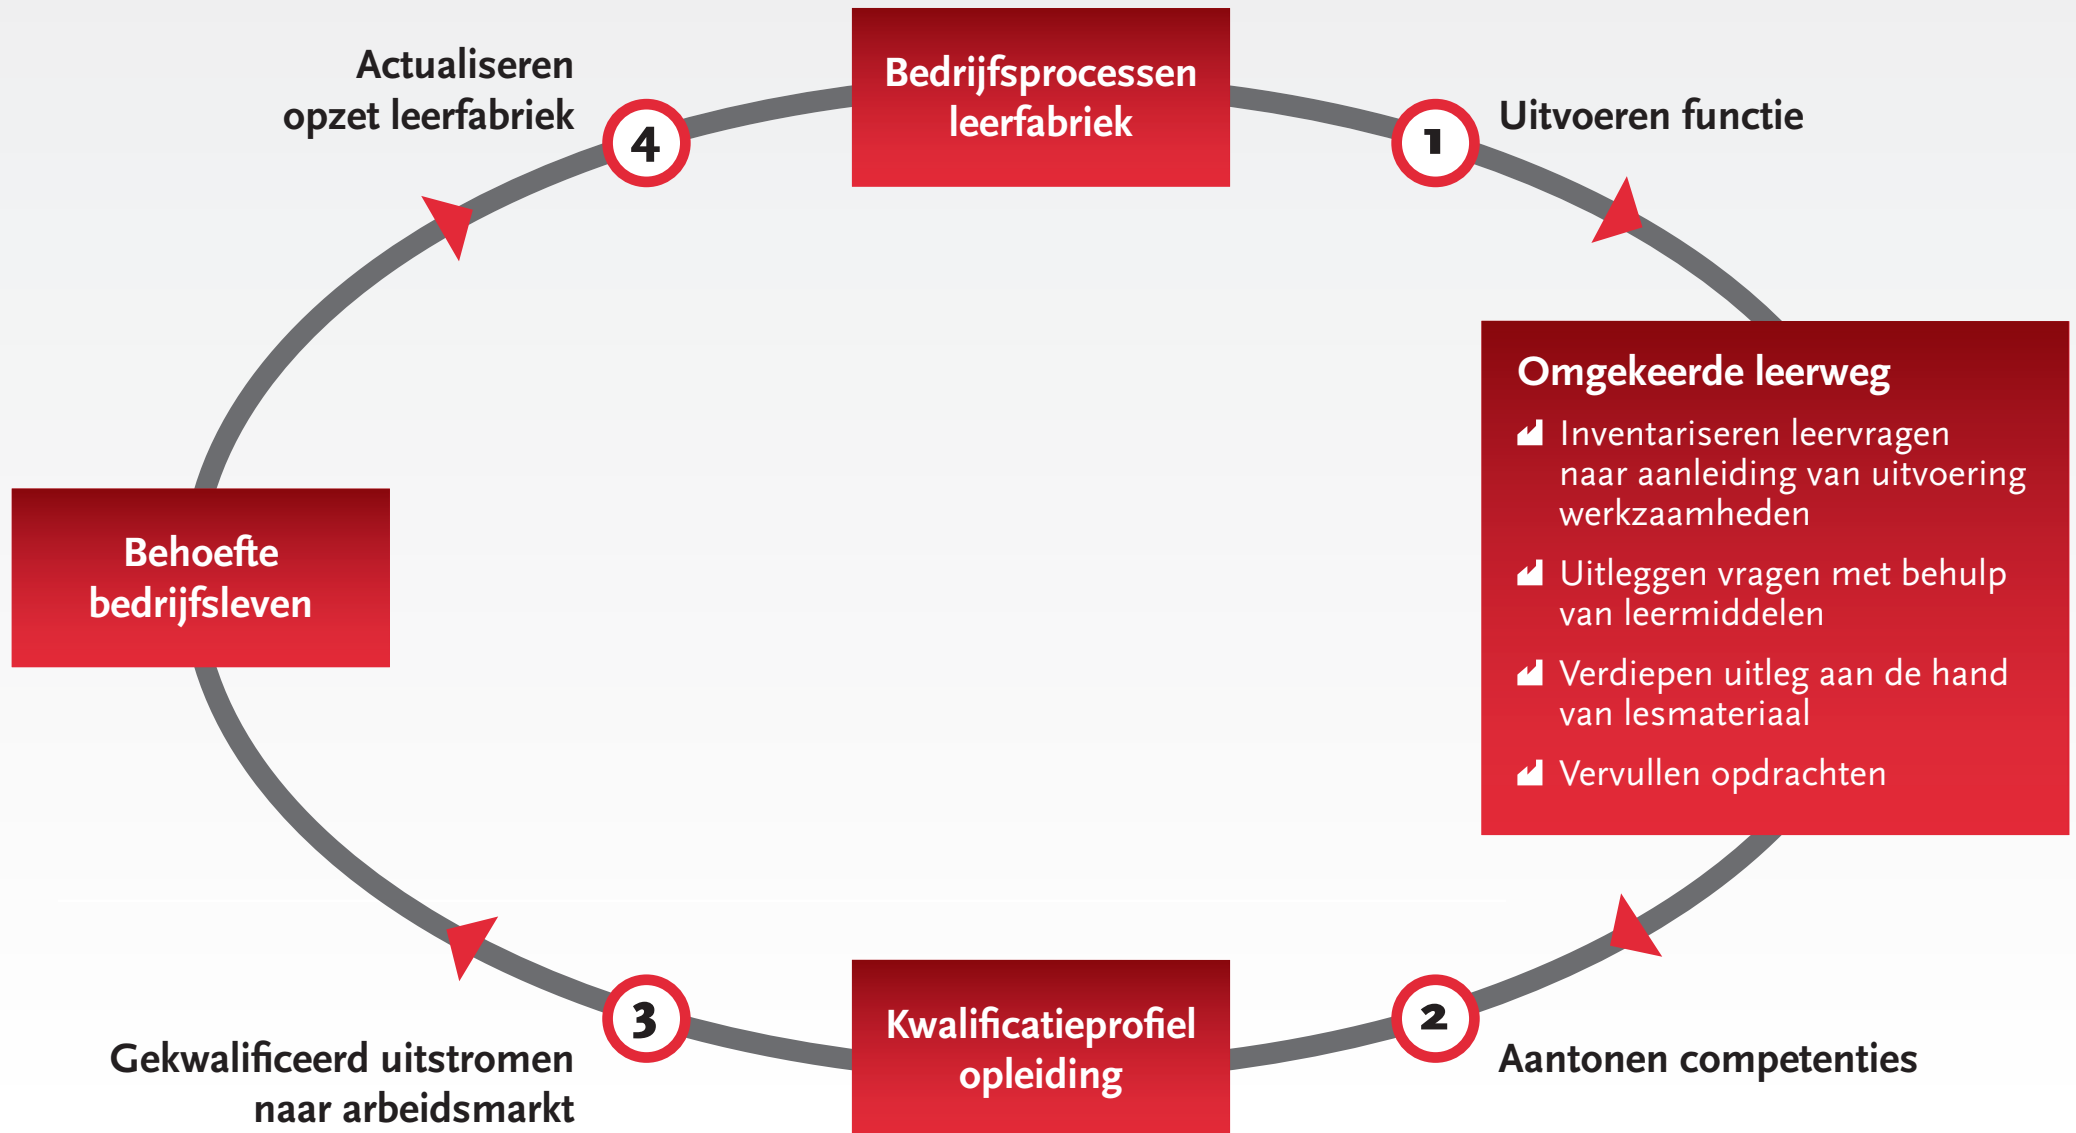 Actualiseren
opzet leerfabriek
4
Bedrijfsprocessen
leerfabriek
1
Uitvoeren functie
Omgekeerde leerweg
Inventariseren leervragen
naar aanleiding van uitvoering
werkzaamheden
Uitleggen vragen met behulp
van leermiddelen
Verdiepen uitleg aan de hand
van lesmateriaal
Vervullen opdrachten
2
Aantonen competenties
Kwalificatieprofiel
opleiding
3
Gekwalificeerd uitstromen
naar arbeidsmarkt
Behoefte
bedrijfsleven